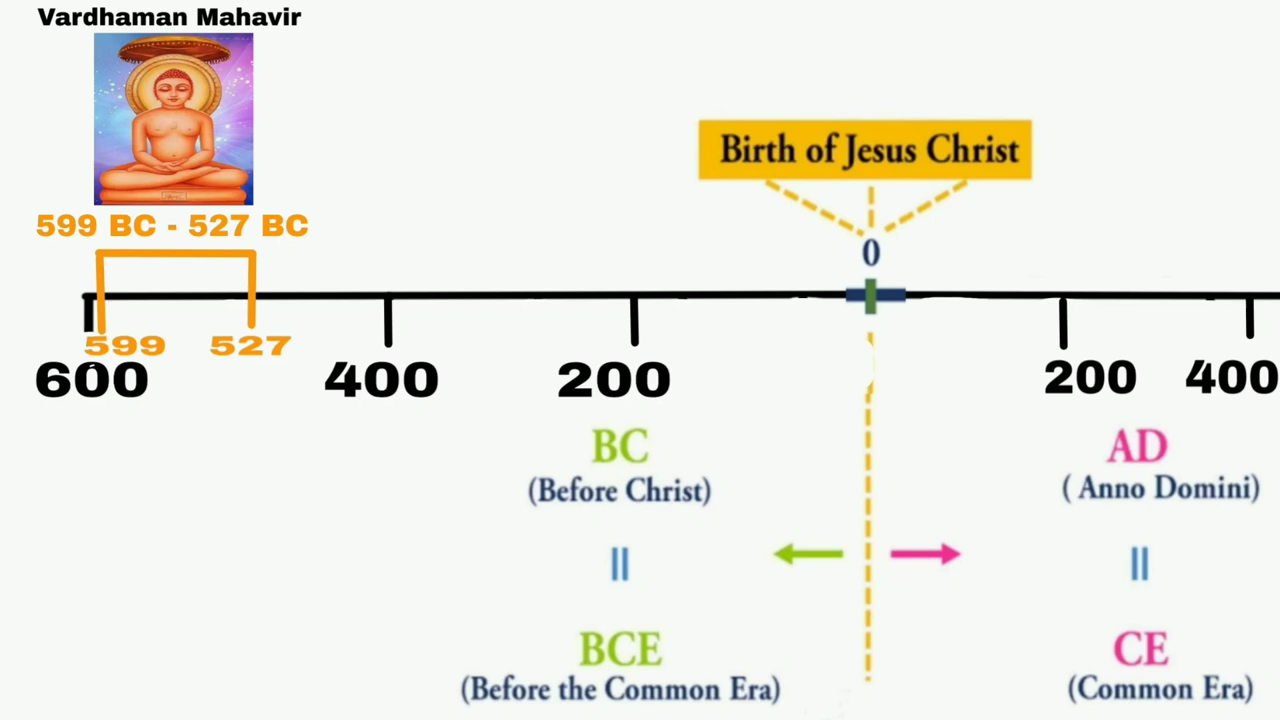 Vardhaman Mahavir
599 BC - 527 BC
Birth of Jesus Christ
0
599 527
600 400 200 200 400
BC
(Before Christ)
AD
( Anno Domini)
BCE
(Before the Common Era)
CE
(Common Era)